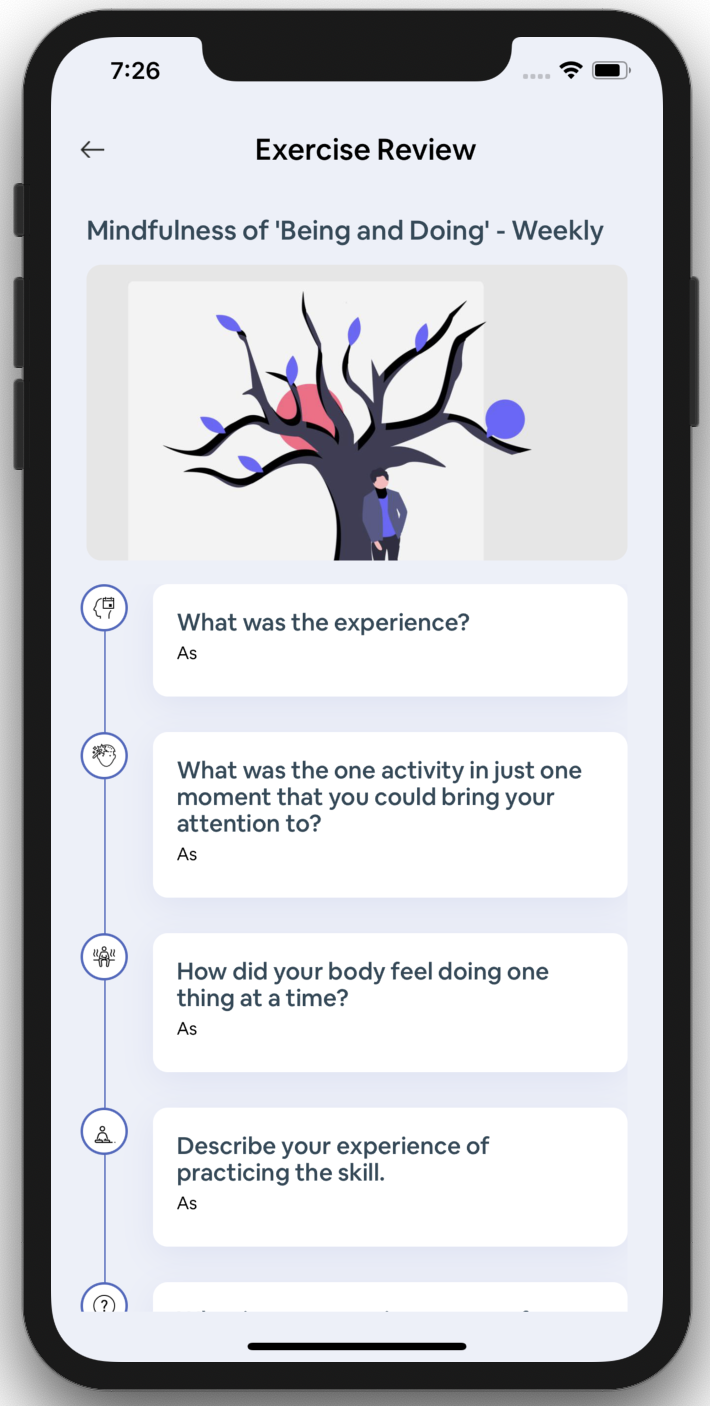 7:26
Exercise Review
Mindfulness of 'Being and Doing' - Weekly
What was the experience?
As
What was the one activity in just one
moment that you could bring your
attention to?
As
How did your body feel doing one
thing at a time?
As
Describe your experience of
practicing the skill.
As
?